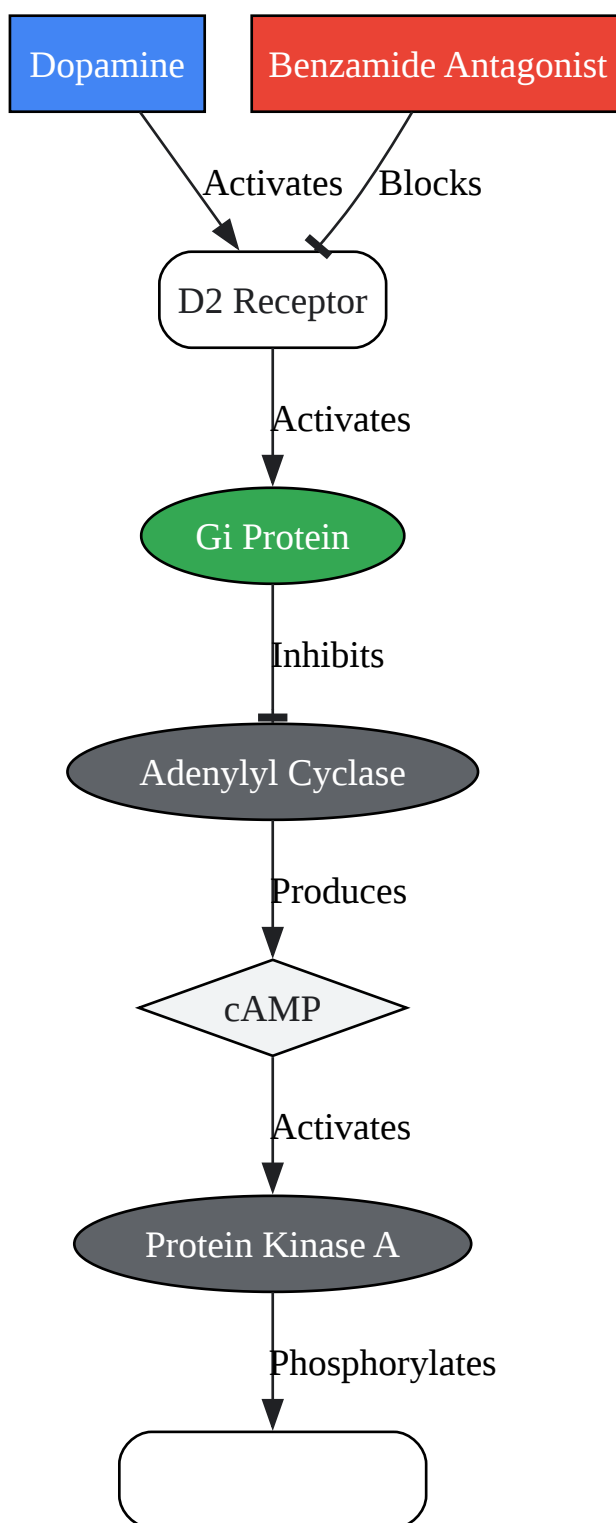 Dopamine
Benzamide Antagonist
Activates
Blocks
D2 Receptor
Activates
Gi Protein
Inhibits
Adenylyl Cyclase
Produces
cAMP
Activates
Protein Kinase A
Phosphorylates